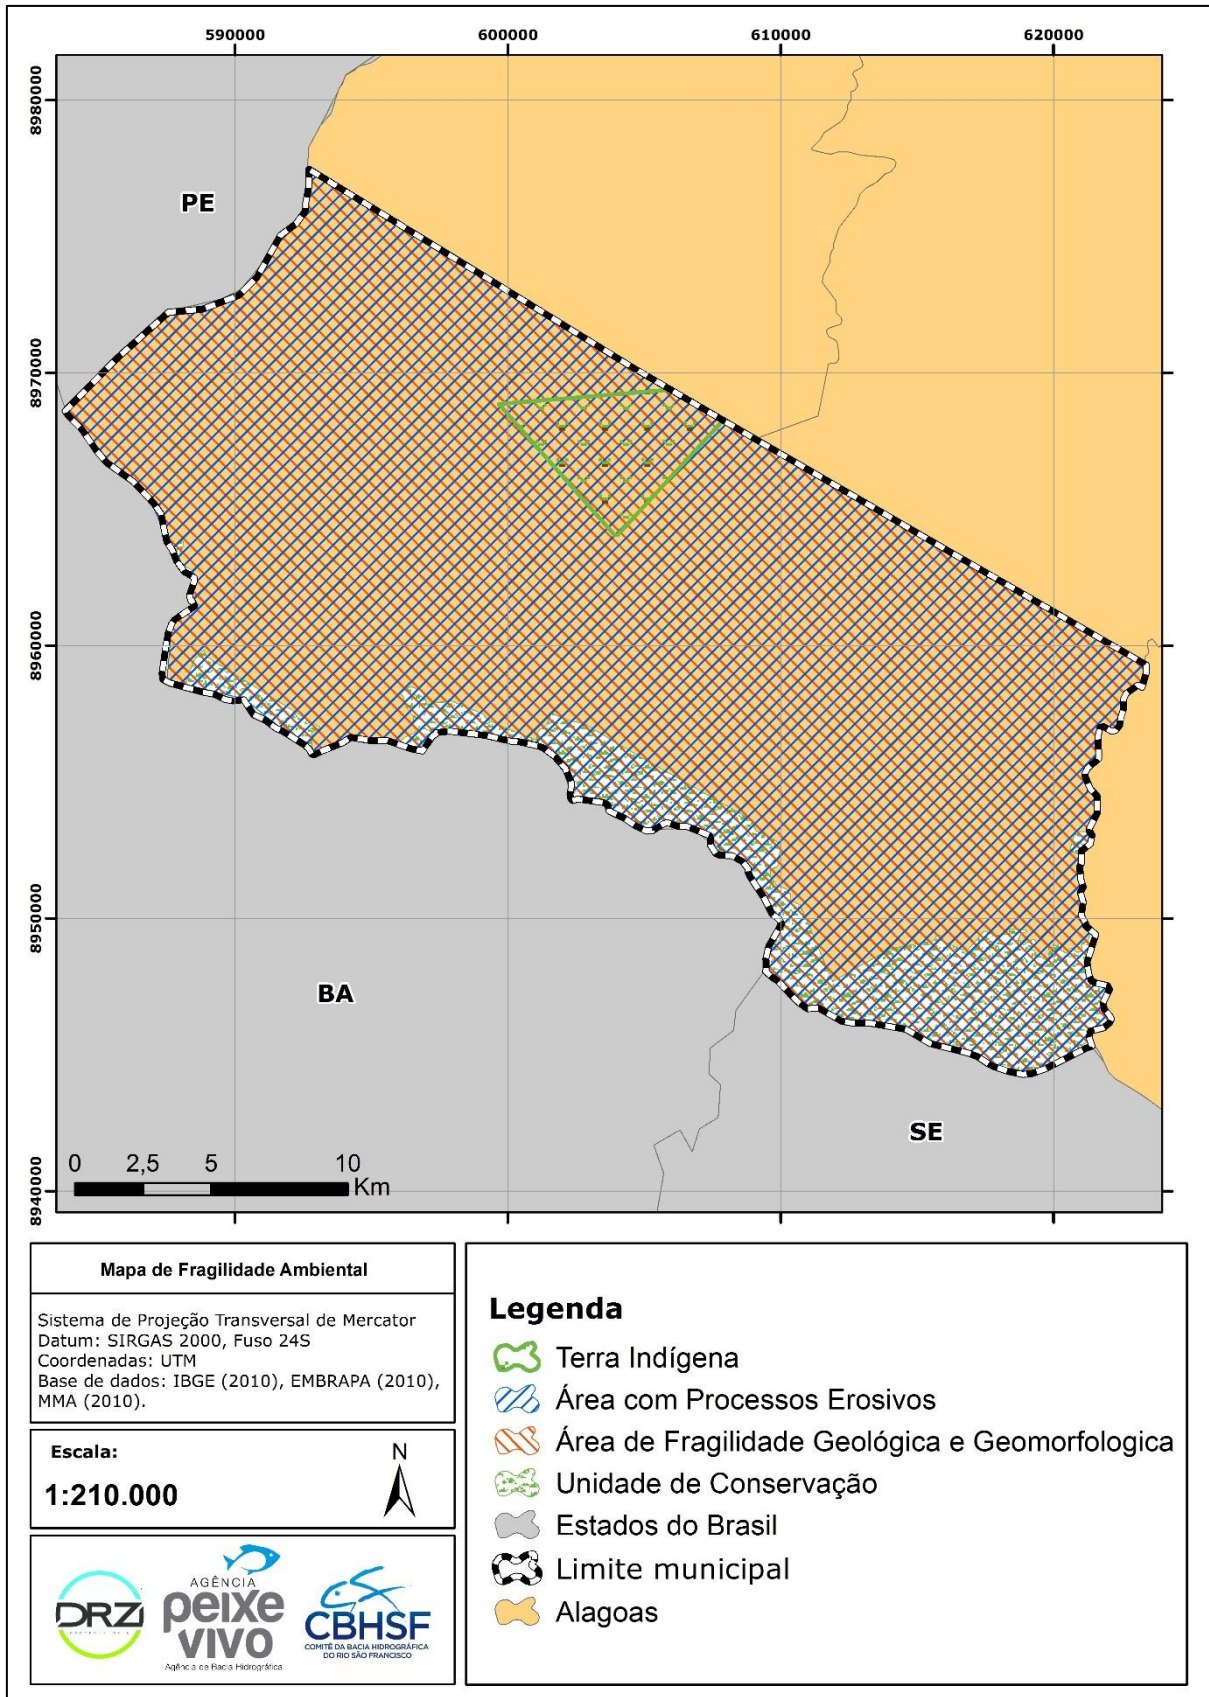 590000 600000 610000 620000
8980000
8970000
8960000
8950000
8940000
PE
BA
SE
0 2,5 5 10
Km
Mapa de Fragilidade Ambiental
Sistema de Projeção Transversal de Mercator
Datum: SIRGAS 2000, Fuso 24S
Coordenadas: UTM
Base de dados: IBGE (2010), EMBRAPA (2010),
MMA (2010).
Escala:
1:210.000
N
DRZ
AGÊNCIA
peixe
vivo
Agência de Bacia Hidrográfica
CBHSF
COMITÊ DA BACIA HIDROGRÁFICA
DO RIO SÃO FRANCISCO
Legenda
Terra Indígena
Área com Processos Erosivos
Área de Fragilidade Geológica e Geomorfologica
Unidade de Conservação
Estados do Brasil
Limite municipal
Alagoas